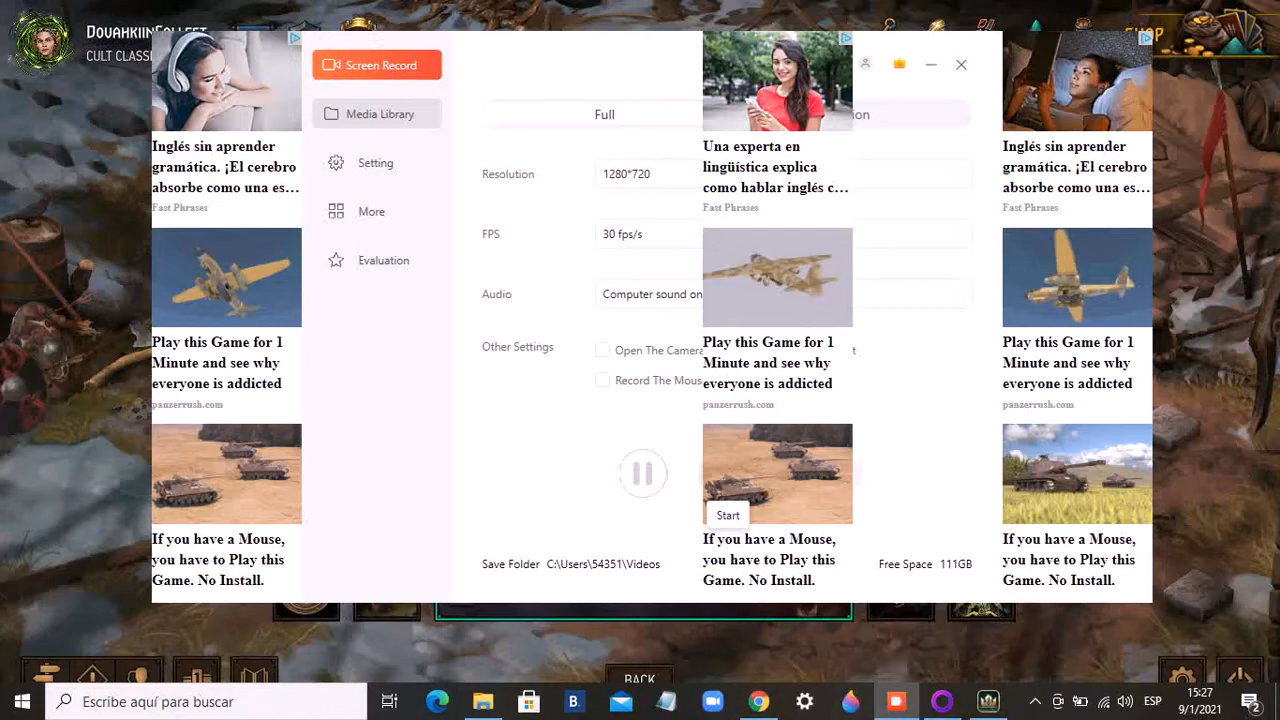 DovahkiinCollect
CULT CLASS
SHOP
Screen Record
Media Library
Setting
More
Evaluation
Full
ion
Resolution
1280*720
FPS
30 fps/s
Audio
Computer sound on
Other Settings
Open The Camera
t
Record The Mous
Start
Save Folder C:\Users\54351\Videos
Free Space 111GB
Inglés sin aprender
gramática. ¡El cerebro
absorbe como una es...
Fast Phrases
Play this Game for 1
Minute and see why
everyone is addicted
panzerrush.com
If you have a Mouse,
you have to Play this
Game. No Install.
Una experta en
lingüística explica
como hablar inglés c...
Fast Phrases
Play this Game for 1
Minute and see why
everyone is addicted
panzerrush.com
If you have a Mouse,
you have to Play this
Game. No Install.
Inglés sin aprender
gramática. ¡El cerebro
absorbe como una es...
Fast Phrases
Play this Game for 1
Minute and see why
everyone is addicted
panzerrush.com
If you have a Mouse,
you have to Play this
Game. No Install.
BACK
Escribe aquí para buscar
B.
ESP
15:27
9/1/2021
2